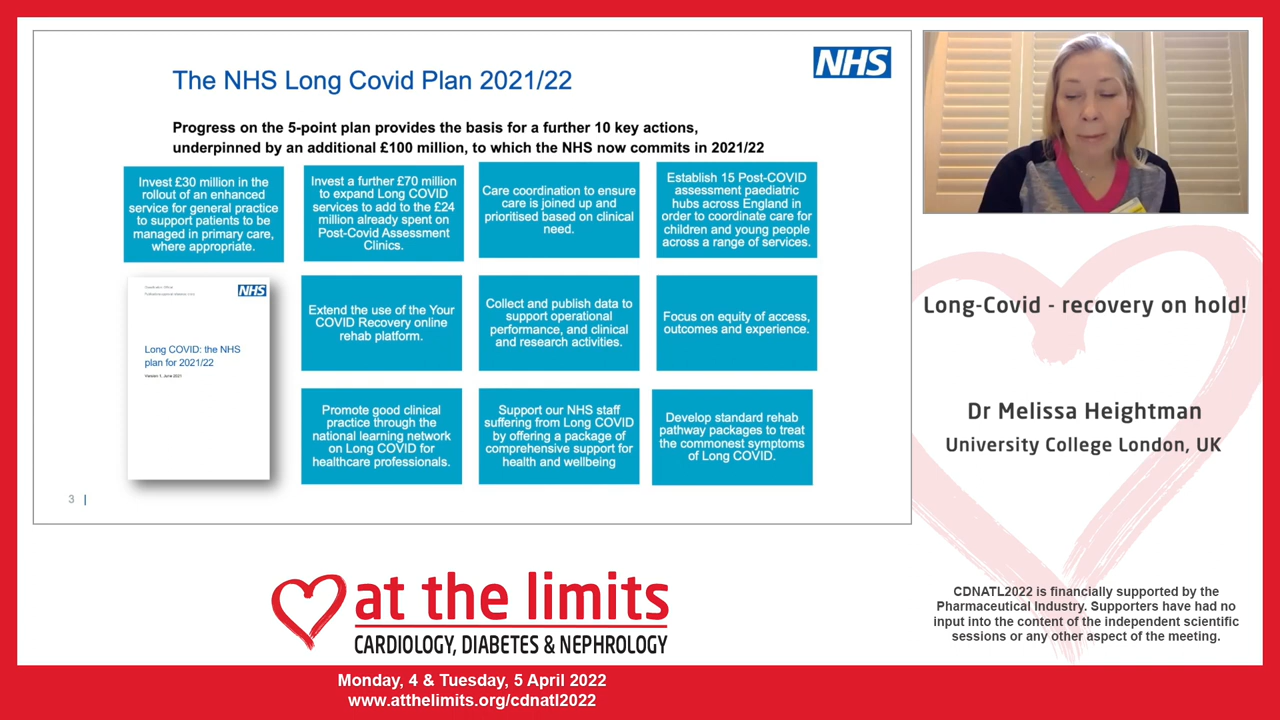 The NHS Long Covid Plan 2021/22
NHS
Progress on the 5-point plan provides the basis for a further 10 key actions,
underpinned by an additional £100 million, to which the NHS now commits in 2021/22
Invest £30 million in the
rollout of an enhanced
service for general practice
to support patients to be
managed in primary care,
where appropriate.
Invest a further £70 million
to expand Long COVID
services to add to the £24
million already spent on
Post-Covid Assessment
Clinics.
Care coordination to ensure
care is joined up and
prioritised based on clinical
need.
Establish 15 Post-COVID
assessment paediatric
hubs across England in
order to coordinate care for
children and young people
across a range of services.
NHS
Long COVID: the NHS
plan for 2021/22
Version 1, June 2021
Extend the use of the Your
COVID Recovery online
rehab platform.
Collect and publish data to
support operational
performance, and clinical
and research activities.
Focus on equity of access,
outcomes and experience.
Promote good clinical
practice through the
national learning network
on Long COVID for
healthcare professionals.
Support our NHS staff
suffering from Long COVID
by offering a package of
comprehensive support for
health and wellbeing
Develop standard rehab
pathway packages to treat
the commonest symptoms
of Long COVID.
3 |
Long-Covid - recovery on hold!
Dr Melissa Heightman
University College London, UK
CDNATL2022 is financially supported by the
Pharmaceutical Industry. Supporters have had no
input into the content of the independent scientific
sessions or any other aspect of the meeting.
at the limits
CARDIOLOGY, DIABETES & NEPHROLOGY
Monday, 4 & Tuesday, 5 April 2022
www.atthelimits.org/cdnatl2022